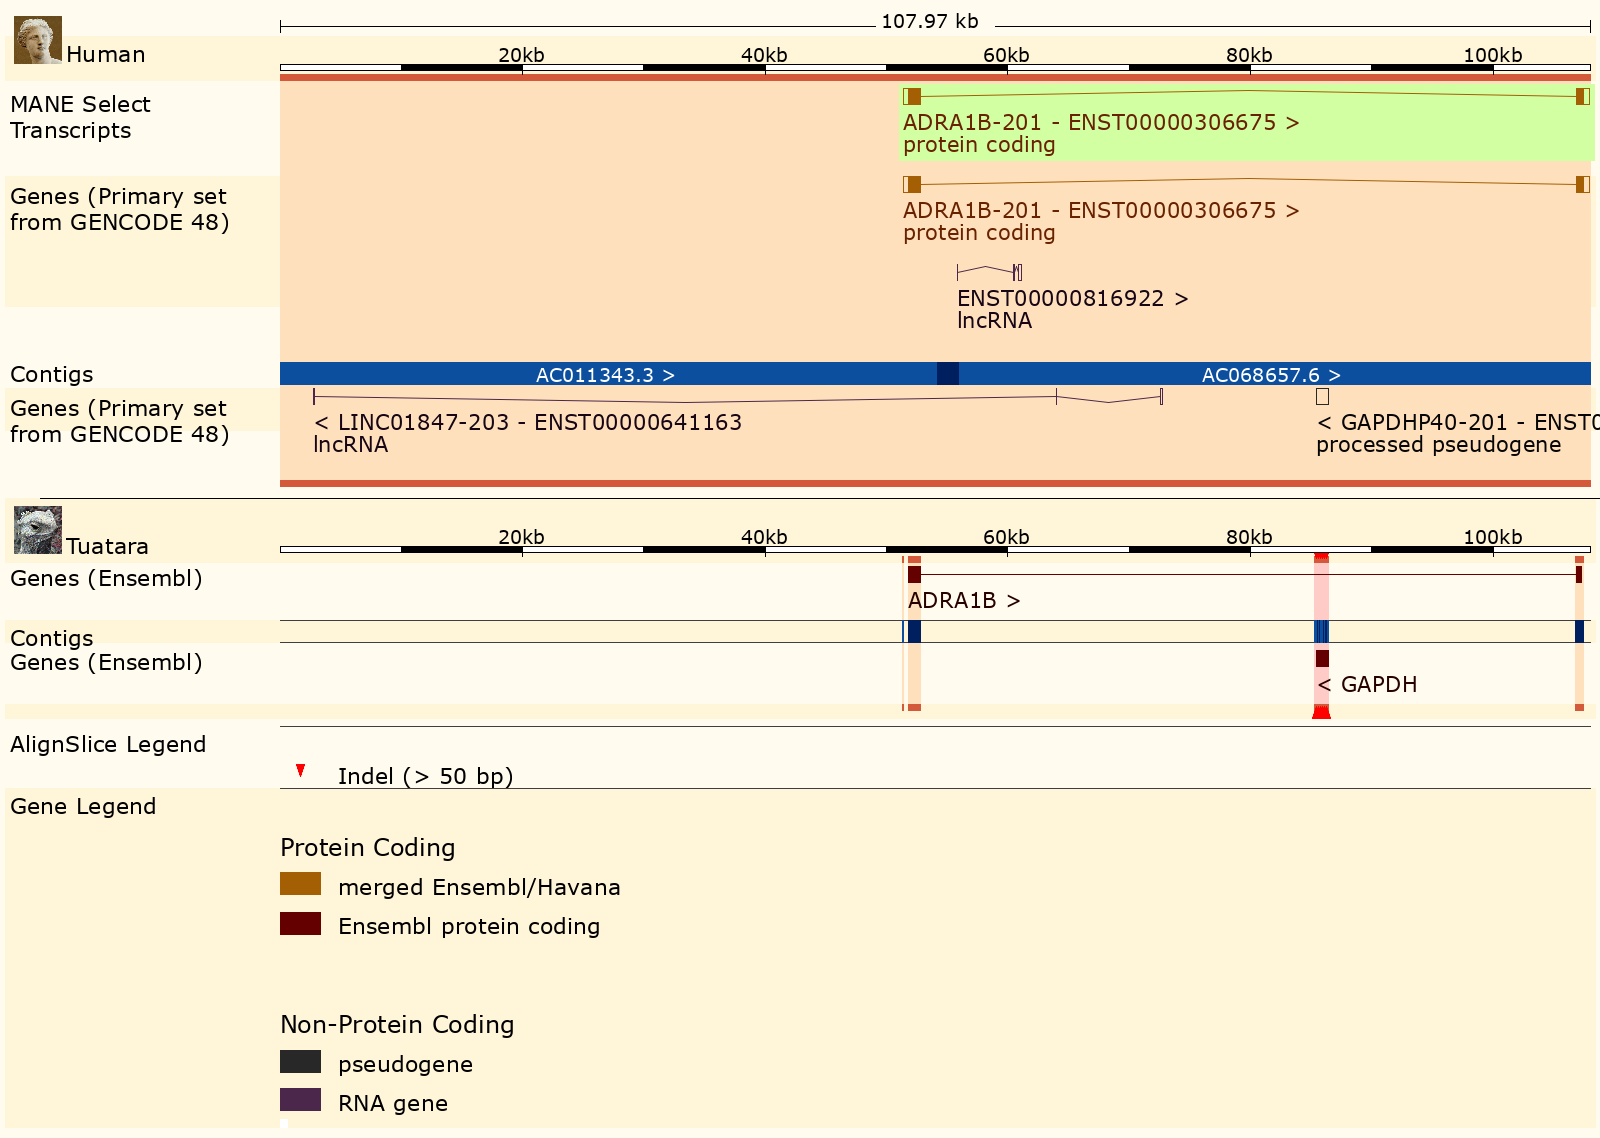 107.97 kb
Human
20kb 40kb 60kb 80kb 100kb
MANE Select
Transcripts
ADRA1B-201 - ENST00000306675 >
protein coding
Genes (Primary set
from GENCODE 48)
ADRA1B-201 - ENST00000306675 >
protein coding
ENST00000816922 >
lncRNA
Contigs
AC011343.3 > AC068657.6 >
Genes (Primary set
from GENCODE 48)
< LINC01847-203 - ENST00000641163
lncRNA
< GAPDHP40-201 - ENST0
processed pseudogene
Tuatara
20kb 40kb 60kb 80kb 100kb
Genes (Ensembl)
ADRA1B >
Contigs
Genes (Ensembl)
< GAPDH
AlignSlice Legend
Indel (> 50 bp)
Gene Legend
Protein Coding
merged Ensembl/Havana
Ensembl protein coding
Non-Protein Coding
pseudogene
RNA gene